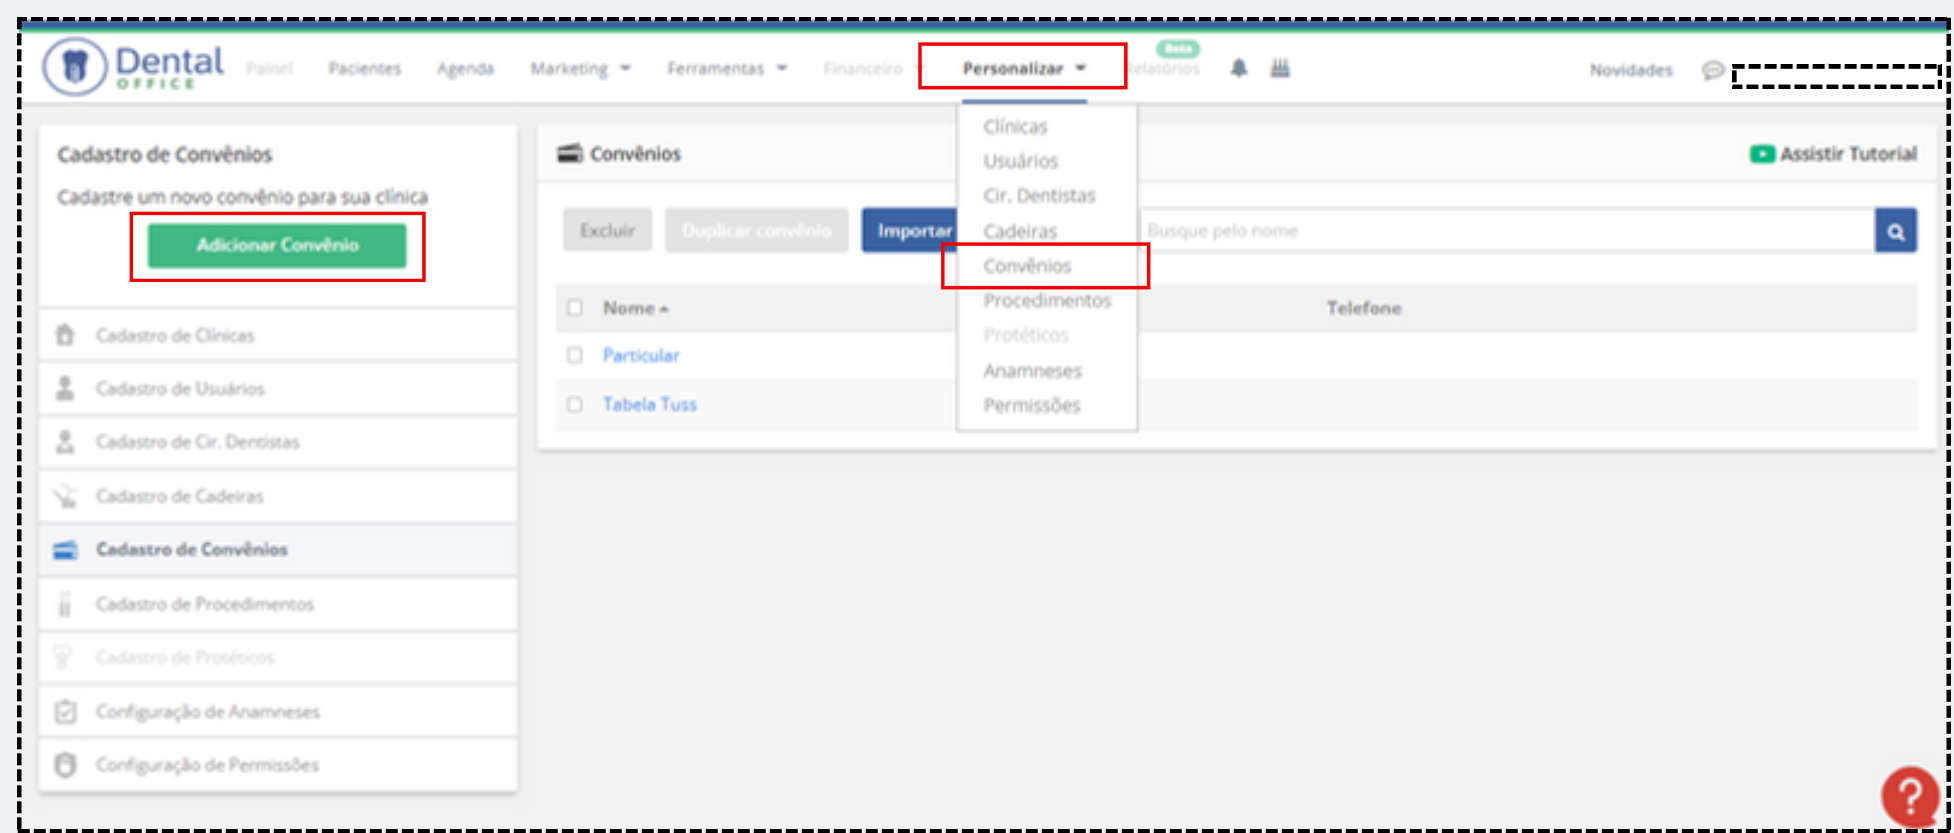 Dental
OFFICE
Painel Pacientes Agenda Marketing Ferramentas Financeiro Personalizar Relatórios Beta Novidades
Cadastro de Convênios
Cadastre um novo convênio para sua clínica
Adicionar Convênio
Cadastro de Clínicas
Cadastro de Usuários
Cadastro de Cir. Dentistas
Cadastro de Cadeiras
Cadastro de Convênios
Cadastro de Procedimentos
Cadastro de Protéticos
Configuração de Anamneses
Configuração de Permissões
Convênios
Assistir Tutorial
Excluir Duplicar convênio Importar Busque pelo nome
Nome Telefone
Particular
Tabela Tuss
Clínicas
Usuários
Cir. Dentistas
Cadeiras
Convênios
Procedimentos
Protéticos
Anamneses
Permissões
?